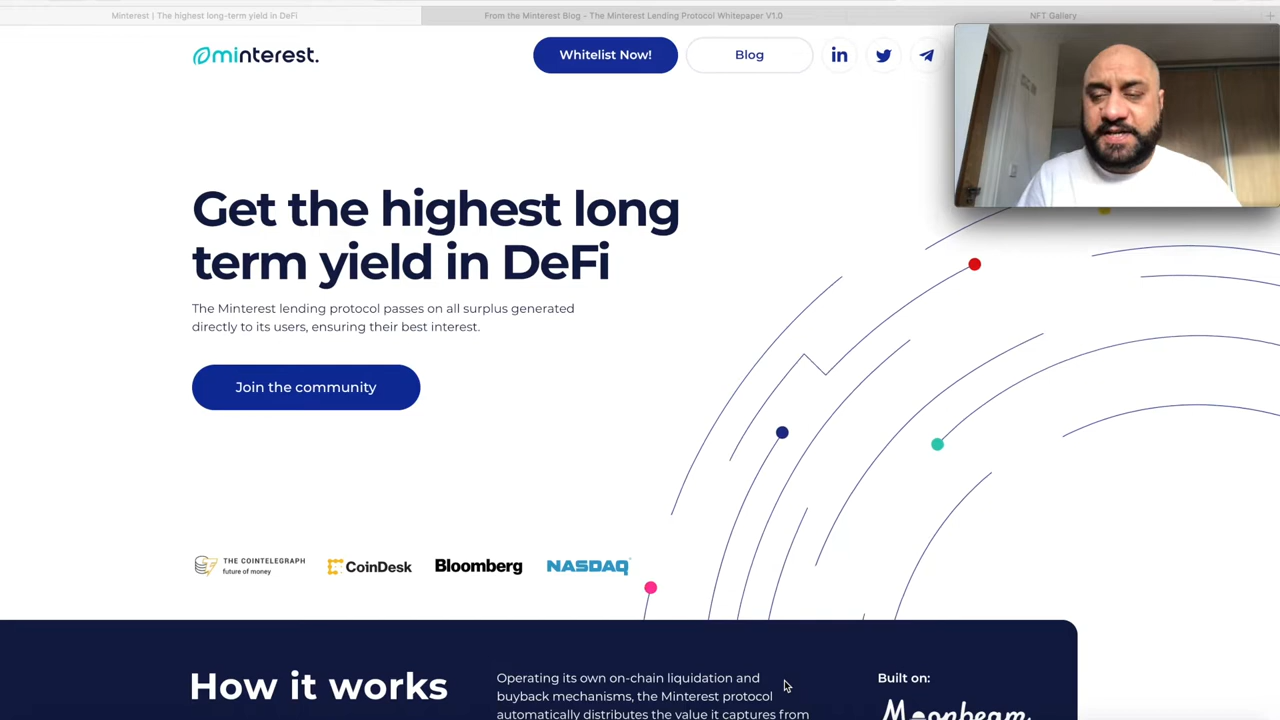 Minterest | The highest long-term yield in DeFi
From the Minterest Blog - The Minterest Lending Protocol Whitepaper V1.0
NFT Gallary
minterest.
Whitelist Now!
Blog
Get the highest long
term yield in DeFi
The Minterest lending protocol passes on all surplus generated
directly to its users, ensuring their best interest.
Join the community
THE COINTELEGRAPH
future of money
CoinDesk
Bloomberg
NASDAQ
How it works
Operating its own on-chain liquidation and
buyback mechanisms, the Minterest protocol
automatically distributes the value it captures from
Built on:
Moonbeam